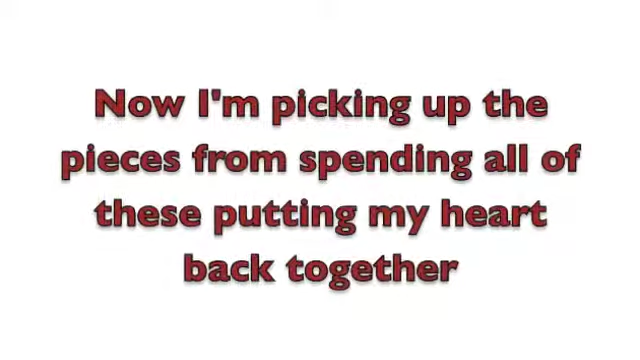 Now I'm picking up the
pieces from spending all of
these putting my heart
back together